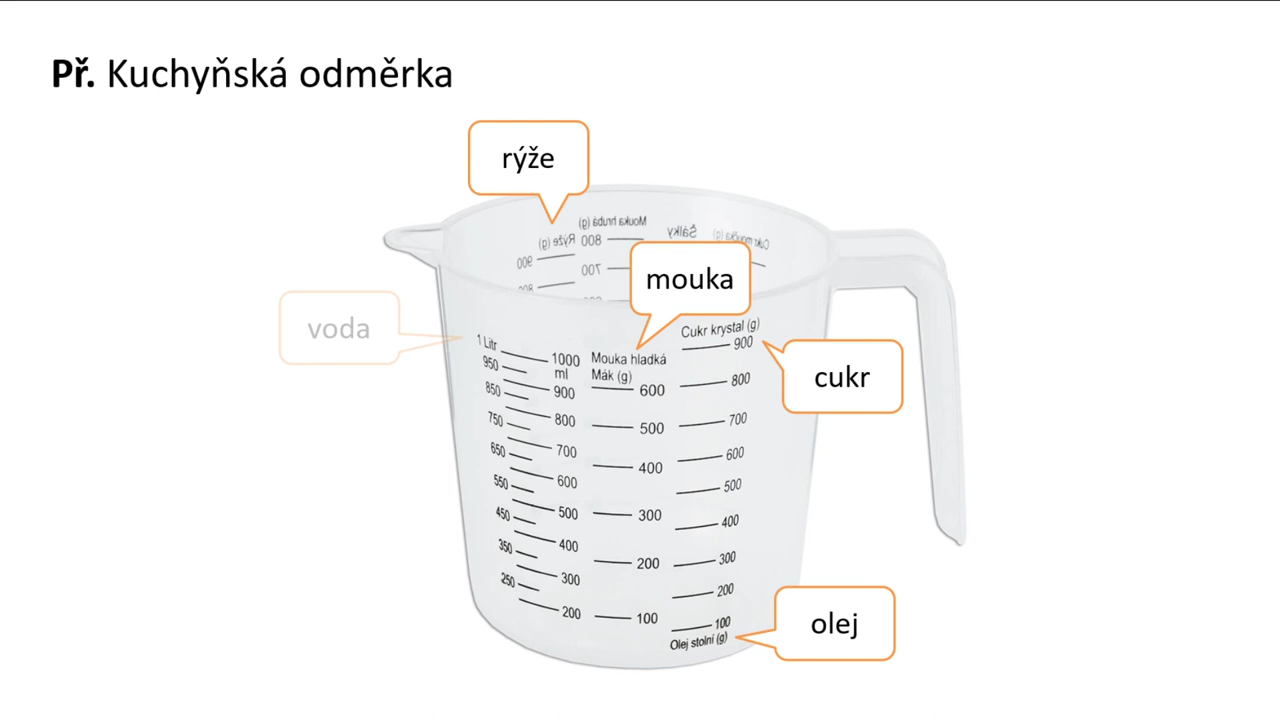 Př. Kuchyňská odměrka
rýže
Mouka hrubá (g)
Rýže (g)
800
Šálky
Cukr moučka (g)
900
700
mouka
voda
cukr
1 Litr
1000
ml
950
900
850
800
750
700
650
600
550
500
450
400
350
300
250
200
Mouka hladká
Mák (g)
600
500
400
300
200
100
Cukr krystal (g)
900
800
700
600
500
400
300
200
100
Olej stolní (g)
olej